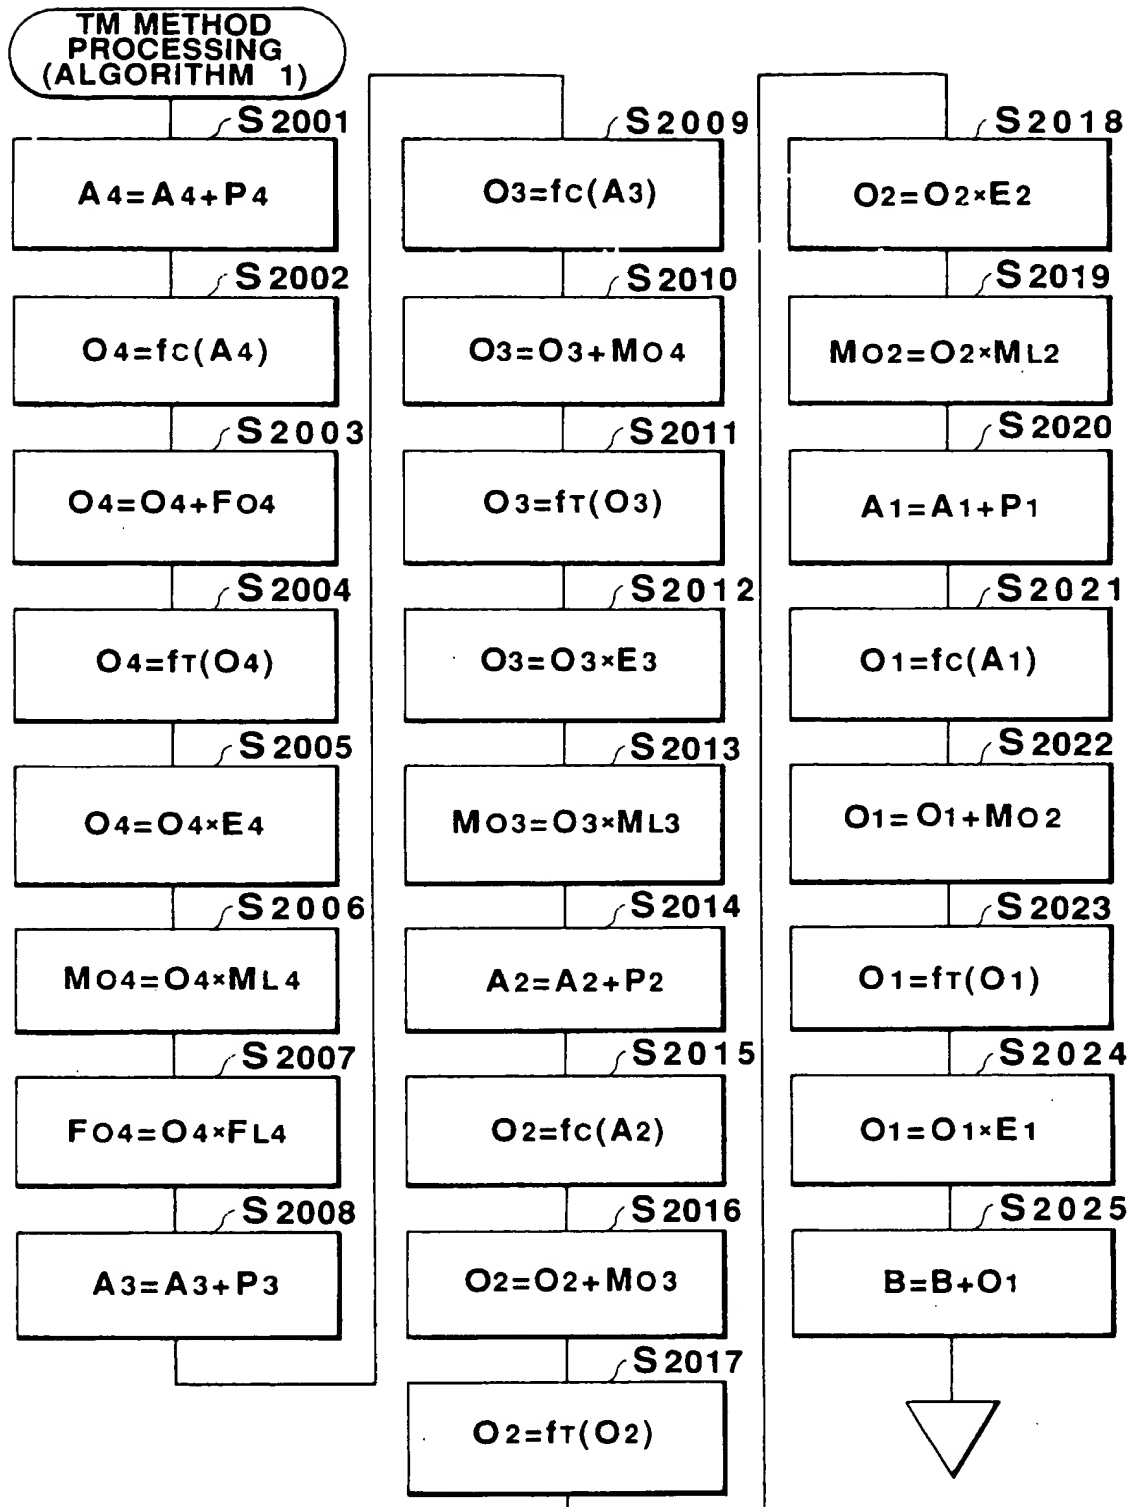 TM METHOD
PROCESSING
(ALGORITHM 1)
S2001
A4=A4+P4
S2002
O4=fC(A4)
S2003
O4=O4+FO4
S2004
O4=fT(O4)
S2005
O4=O4×E4
S2006
MO4=O4×ML4
S2007
FO4=O4×FL4
S2008
A3=A3+P3
S2009
O3=fC(A3)
S2010
O3=O3+MO4
S2011
O3=fT(O3)
S2012
O3=O3×E3
S2013
MO3=O3×ML3
S2014
A2=A2+P2
S2015
O2=fC(A2)
S2016
O2=O2+MO3
S2017
O2=fT(O2)
S2018
O2=O2×E2
S2019
MO2=O2×ML2
S2020
A1=A1+P1
S2021
O1=fC(A1)
S2022
O1=O1+MO2
S2023
O1=fT(O1)
S2024
O1=O1×E1
S2025
B=B+O1